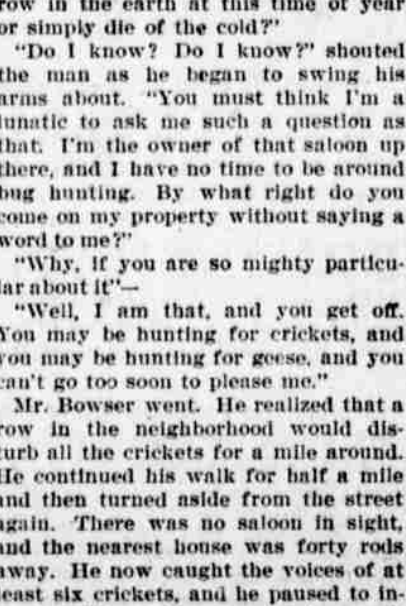 row in the earth at this time of year
or simply die of the cold?"
"Do I know? Do I know?" shouted
the man as he began to swing his
arms about. "You must think I'm a
lunatic to ask me such a question as
that. I'm the owner of that saloon up
there, and I have no time to be around
bug hunting. By what right do you
come on my property without saying a
word to me?"
"Why, if you are so mighty particu-
lar about it"—
"Well, I am that, and you get off.
You may be hunting for crickets, and
you may be hunting for geese, and you
can't go too soon to please me."
Mr. Bowser went. He realized that a
row in the neighborhood would dis-
turb all the crickets for a mile around.
He continued his walk for half a mile
and then turned aside from the street
again. There was no saloon in sight,
and the nearest house was forty rods
away. He now caught the voices of at
least six crickets, and he paused to in-